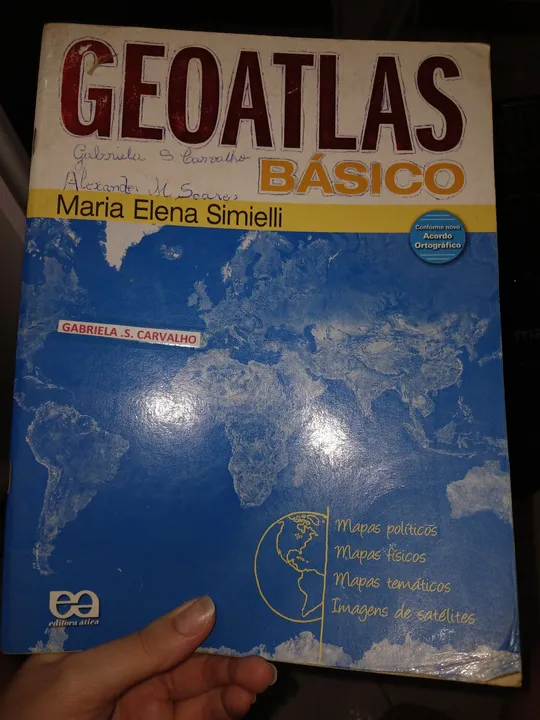 GEOATLAS
Gabriela S. Carvalho
BÁSICO
Alexander M. Soares
Maria Elena Simielli
Conforme novo
Acordo
Ortográfico
GABRIELA .S. CARVALHO
Mapas políticos
Mapas físicos
Mapas temáticos
Imagens de satélites
ea
editora ática